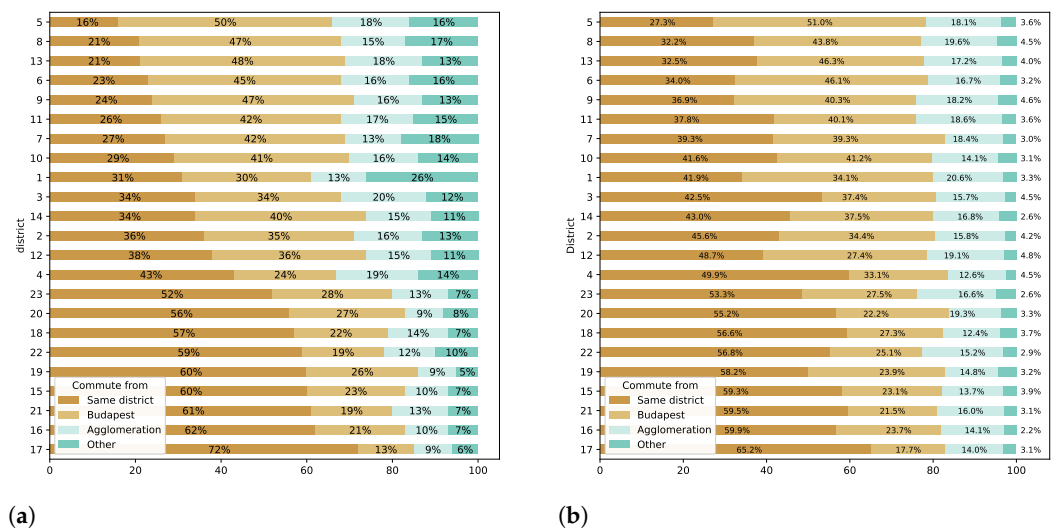 5 16% 50% 18% 16%
8 21% 47% 15% 17%
13 21% 48% 18% 13%
6 23% 45% 16% 16%
9 24% 47% 16% 13%
11 26% 42% 17% 15%
7 27% 42% 13% 18%
10 29% 41% 16% 14%
1 31% 30% 13% 26%
3 34% 34% 20% 12%
14 34% 40% 15% 11%
2 36% 35% 16% 13%
12 38% 36% 15% 11%
4 43% 24% 19% 14%
23 52% 28% 13% 7%
20 56% 27% 9% 8%
18 57% 22% 14% 7%
22 59% 19% 12% 10%
19 60% 26% 9% 5%
15 60% 23% 10% 7%
21 61% 19% 13% 7%
16 62% 21% 10% 7%
17 72% 13% 9% 6%
district
Commute from
Same district
Budapest
Agglomeration
Other
0 20 40 60 80 100
(a)
5 27.3% 51.0% 18.1% 3.6%
8 32.2% 43.8% 19.6% 4.5%
13 32.5% 46.3% 17.2% 4.0%
6 34.0% 46.1% 16.7% 3.2%
9 36.9% 40.3% 18.2% 4.6%
11 37.8% 40.1% 18.6% 3.6%
7 39.3% 39.3% 18.4% 3.0%
10 41.6% 41.2% 14.1% 3.1%
1 41.9% 34.1% 20.6% 3.3%
3 42.5% 37.4% 15.7% 4.5%
14 43.0% 37.5% 16.8% 2.6%
2 45.6% 34.4% 15.8% 4.2%
12 48.7% 27.4% 19.1% 4.8%
4 49.9% 33.1% 12.6% 4.5%
23 53.3% 27.5% 16.6% 2.6%
20 55.2% 22.2% 19.3% 3.3%
18 56.6% 27.3% 12.4% 3.7%
22 56.8% 25.1% 15.2% 2.9%
19 58.2% 23.9% 14.8% 3.2%
15 59.3% 23.1% 13.7% 3.9%
21 59.5% 21.5% 16.0% 3.1%
16 59.9% 23.7% 14.1% 2.2%
17 65.2% 17.7% 14.0% 3.1%
District
Commute from
Same district
Budapest
Agglomeration
Other
0 20 40 60 80 100
(b)